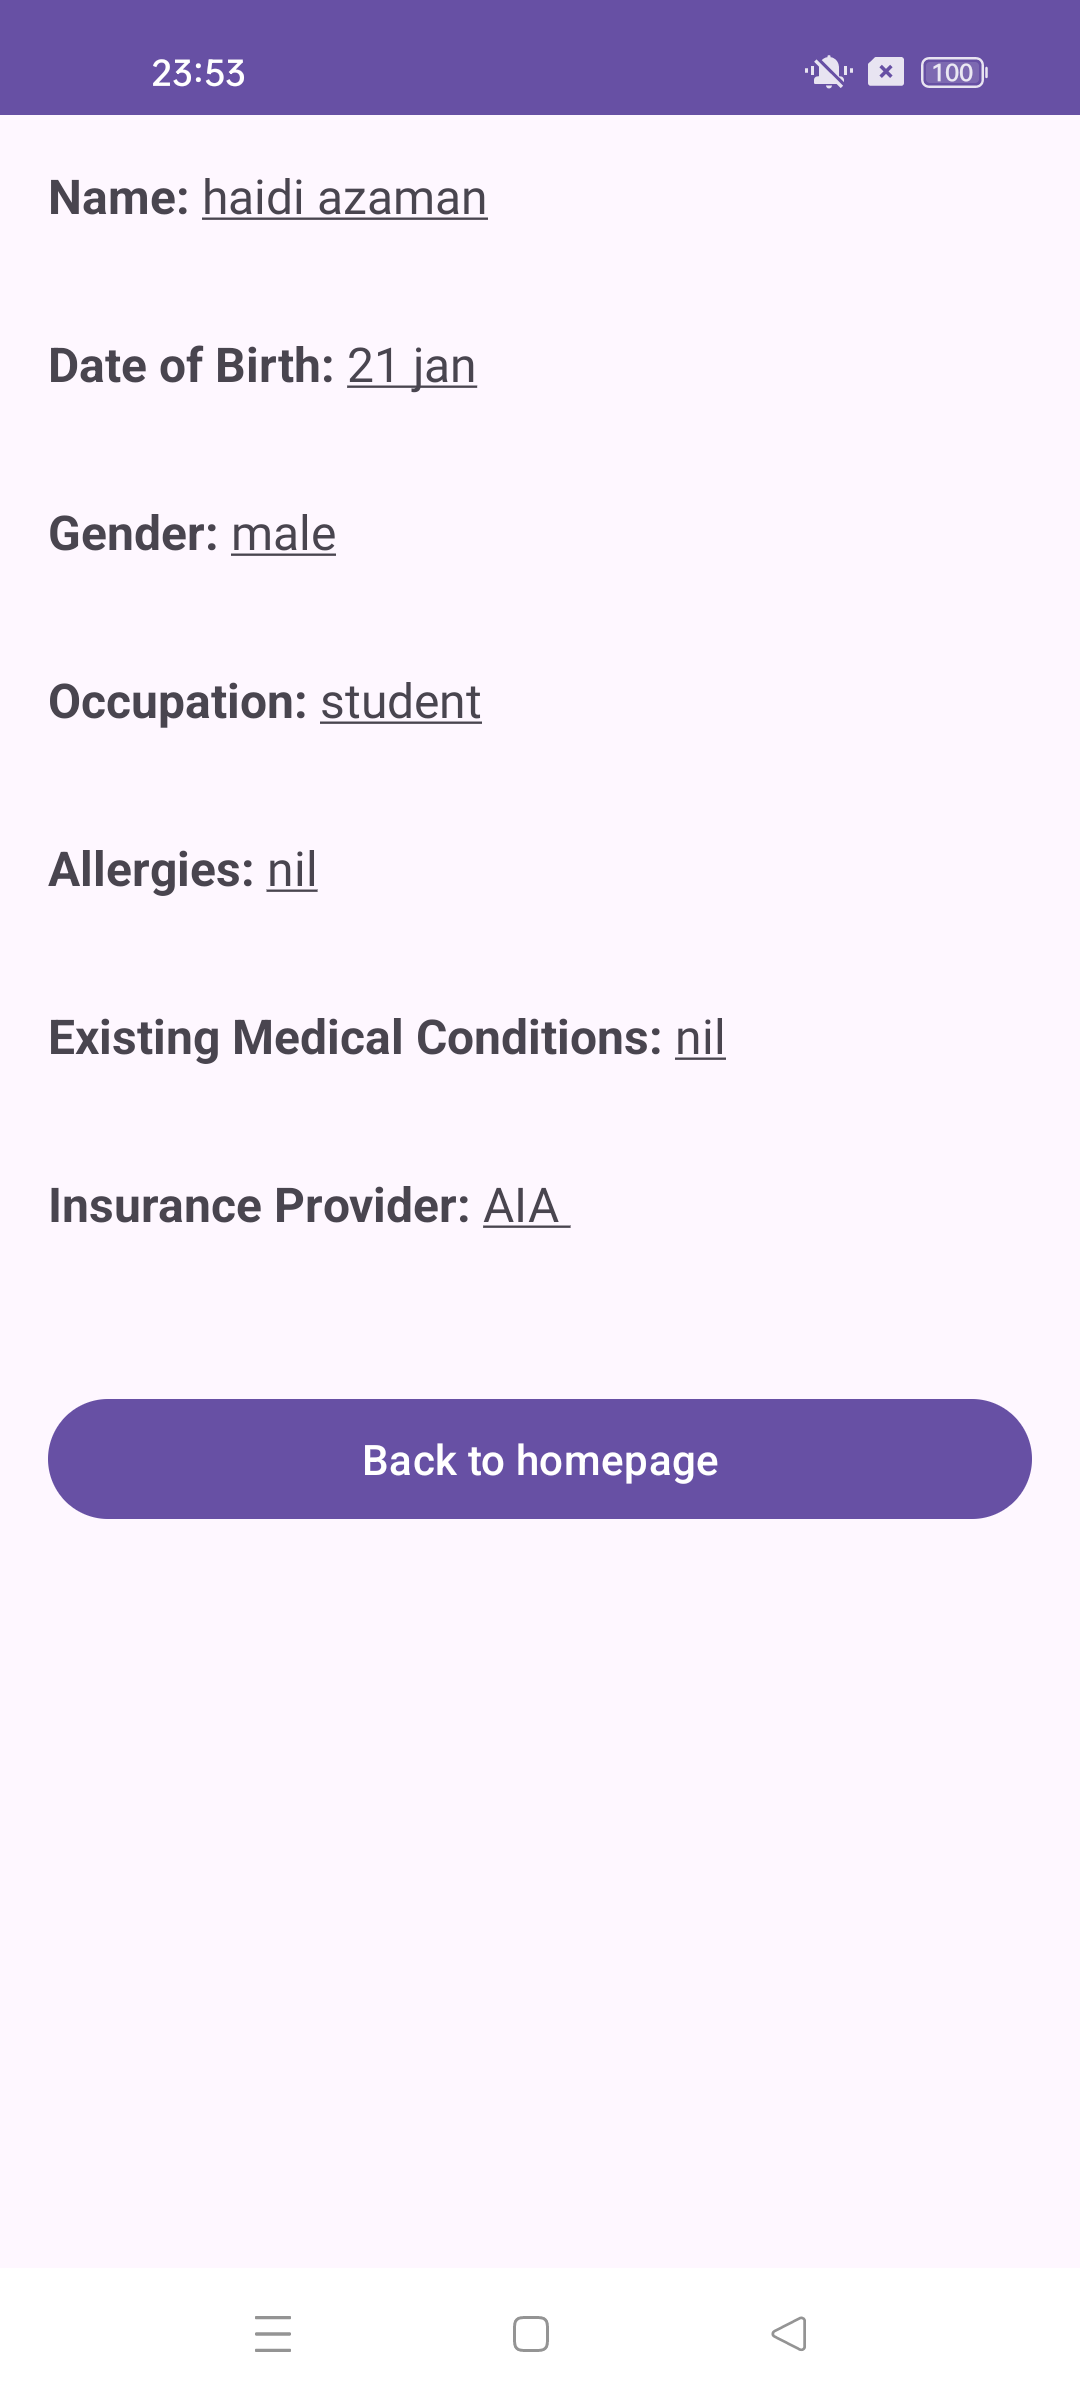 23:53
100
Name: haidi azaman
Date of Birth: 21 jan
Gender: male
Occupation: student
Allergies: nil
Existing Medical Conditions: nil
Insurance Provider: AIA
Back to homepage